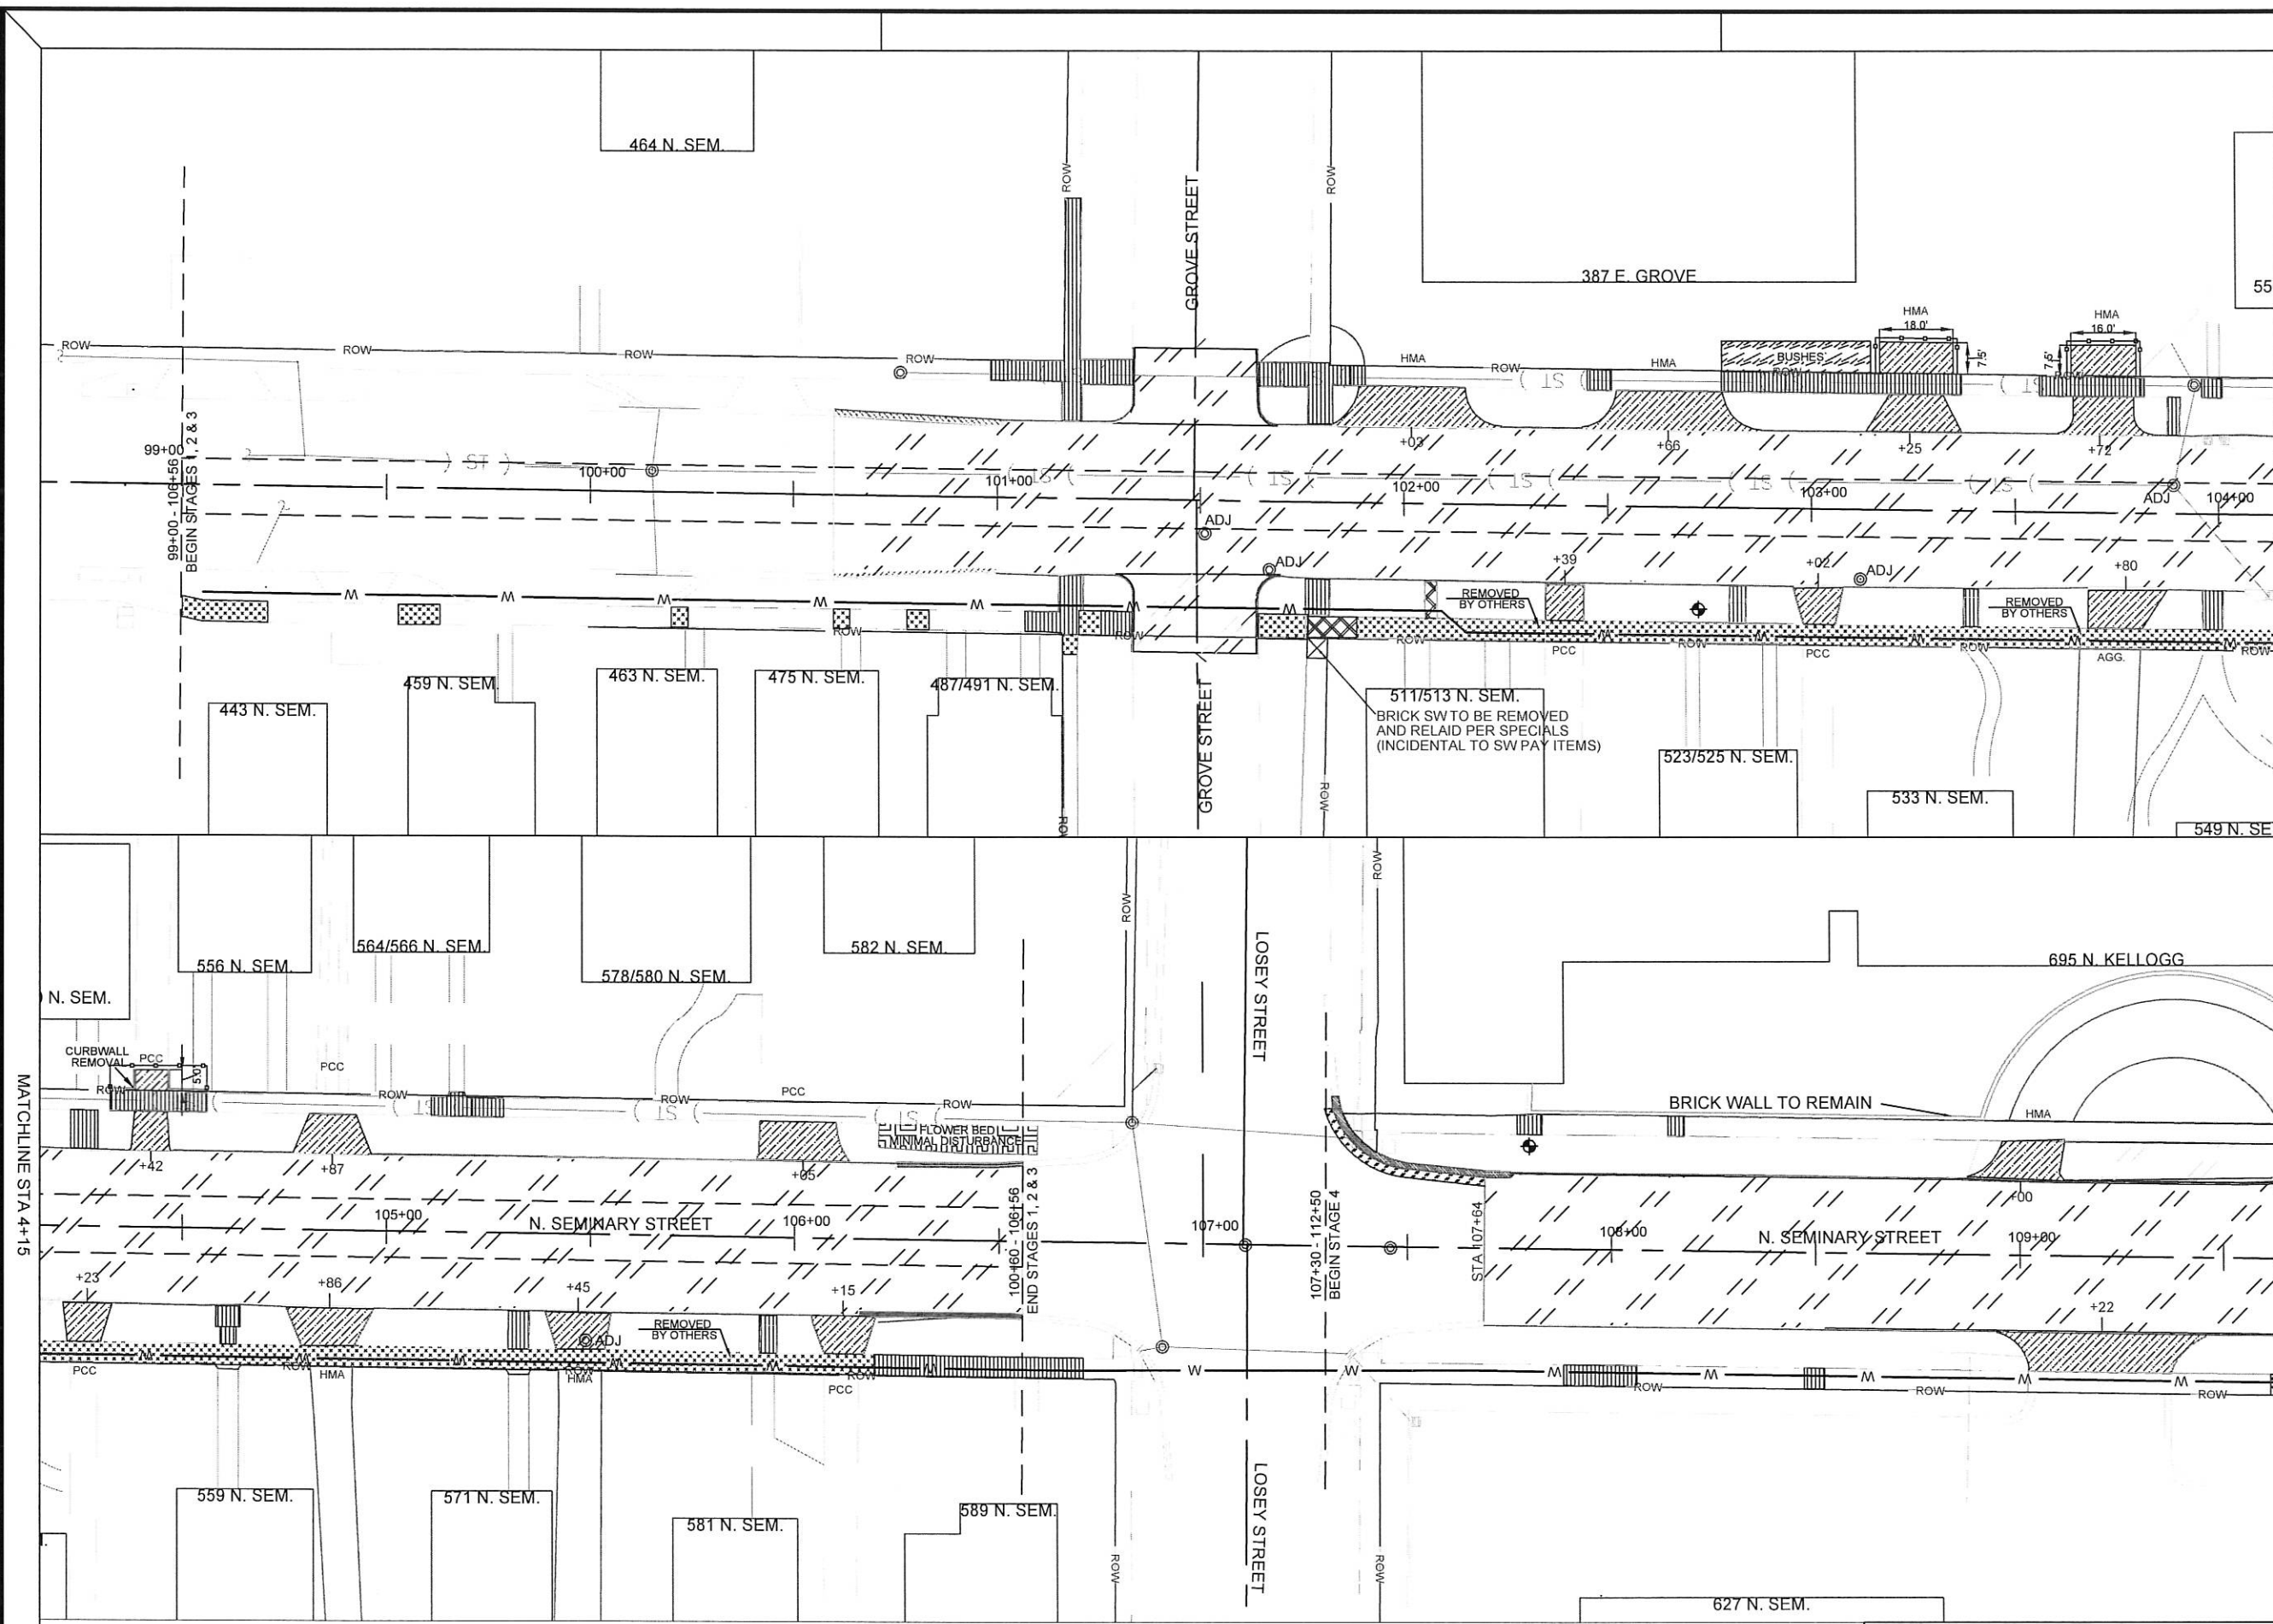 464 N. SEM.
ROW
GROVE STREET
ROW
387 E. GROVE
55
HMA
18.0'
7.5'
HMA
16.0'
7.5'
BUSHES
ROW
ROW
ROW
ROW
ROW
ROW
HMA
ROW
HMA
ROW
99+00
99+00 - 106+56
BEGIN STAGES 1, 2 & 3
) ST )
100+00
101+00
102+00
103+00
104+00
+03
+66
+25
+72
ADJ
ADJ
ADJ
ADJ
+39
+02
+80
W W W W W W W
REMOVED
BY OTHERS
REMOVED
BY OTHERS
ROW
ROW
ROW
PCC
ROW
PCC
ROW
AGG.
ROW
443 N. SEM.
459 N. SEM.
463 N. SEM.
475 N. SEM.
487/491 N. SEM.
511/513 N. SEM.
523/525 N. SEM.
533 N. SEM.
549 N. SE
BRICK SW TO BE REMOVED
AND RELAID PER SPECIALS
(INCIDENTAL TO SW PAY ITEMS)
GROVE STREET
ROW
ROW
MATCHLINE STA 4+15
N. SEM.
556 N. SEM.
564/566 N. SEM.
578/580 N. SEM.
582 N. SEM.
ROW
LOSEY STREET
ROW
695 N. KELLOGG
CURBWALL
REMOVAL
PCC
5.0'
PCC
PCC
ROW
ROW
ROW
ROW
FLOWER BED
MINIMAL DISTURBANCE
BRICK WALL TO REMAIN
HMA
+42
+87
+05
+00
105+00
N. SEMINARY STREET
106+00
100+60 - 106+56
END STAGES 1, 2 & 3
107+00
107+30 - 112+50
BEGIN STAGE 4
STA 107+64
108+00
N. SEMINARY STREET
109+00
+23
+86
+45
+15
+22
ADJ
REMOVED
BY OTHERS
W W W W W W W W W W W W
PCC
ROW
HMA
ROW
HMA
ROW
PCC
ROW
ROW
ROW
559 N. SEM.
571 N. SEM.
581 N. SEM.
589 N. SEM.
ROW
LOSEY STREET
ROW
627 N. SEM.